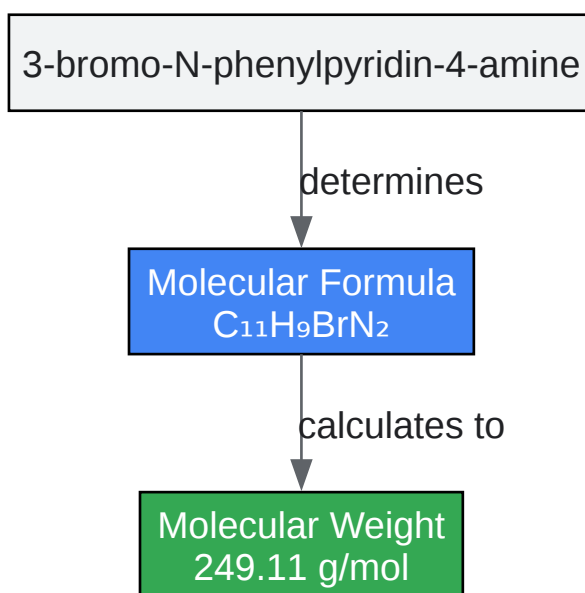 3-bromo-N-phenylpyridin-4-amine
determines
Molecular Formula
C₁₁H₉BrN₂
calculates to
Molecular Weight
249.11 g/mol